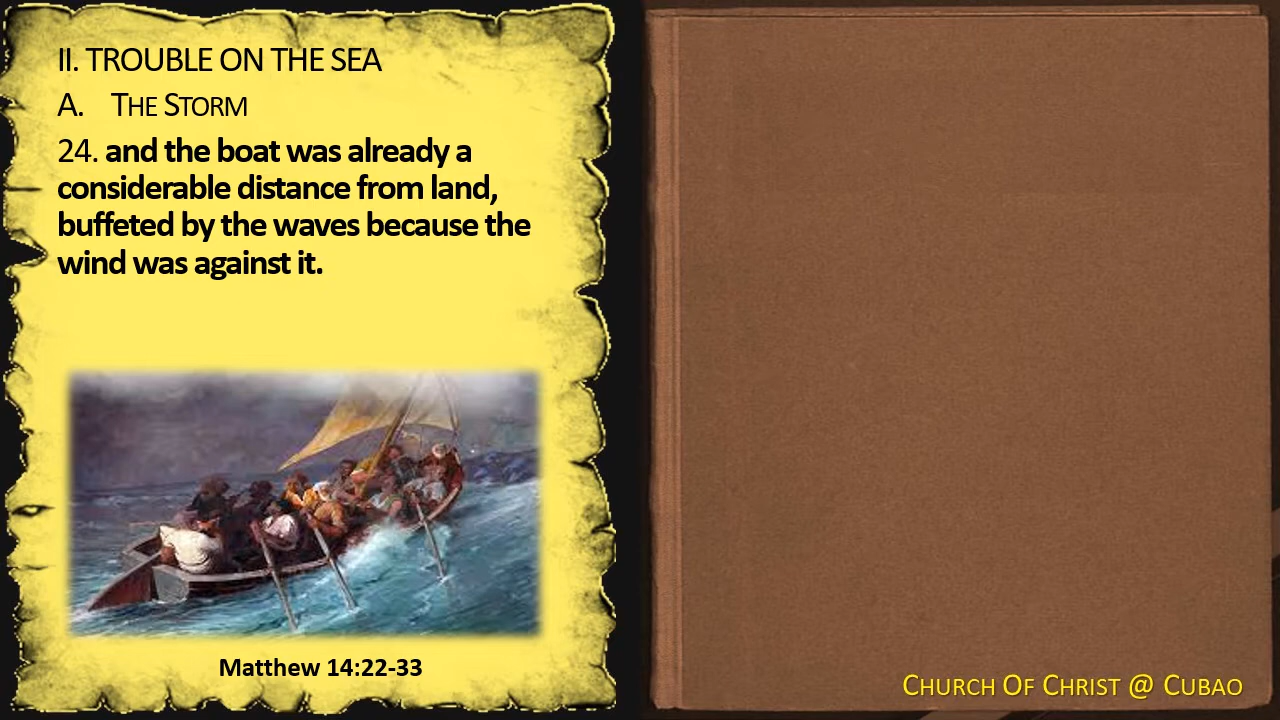 II. TROUBLE ON THE SEA
A. THE STORM
24. and the boat was already a
considerable distance from land,
buffeted by the waves because the
wind was against it.
Matthew 14:22-33
CHURCH OF CHRIST @ CUBAO